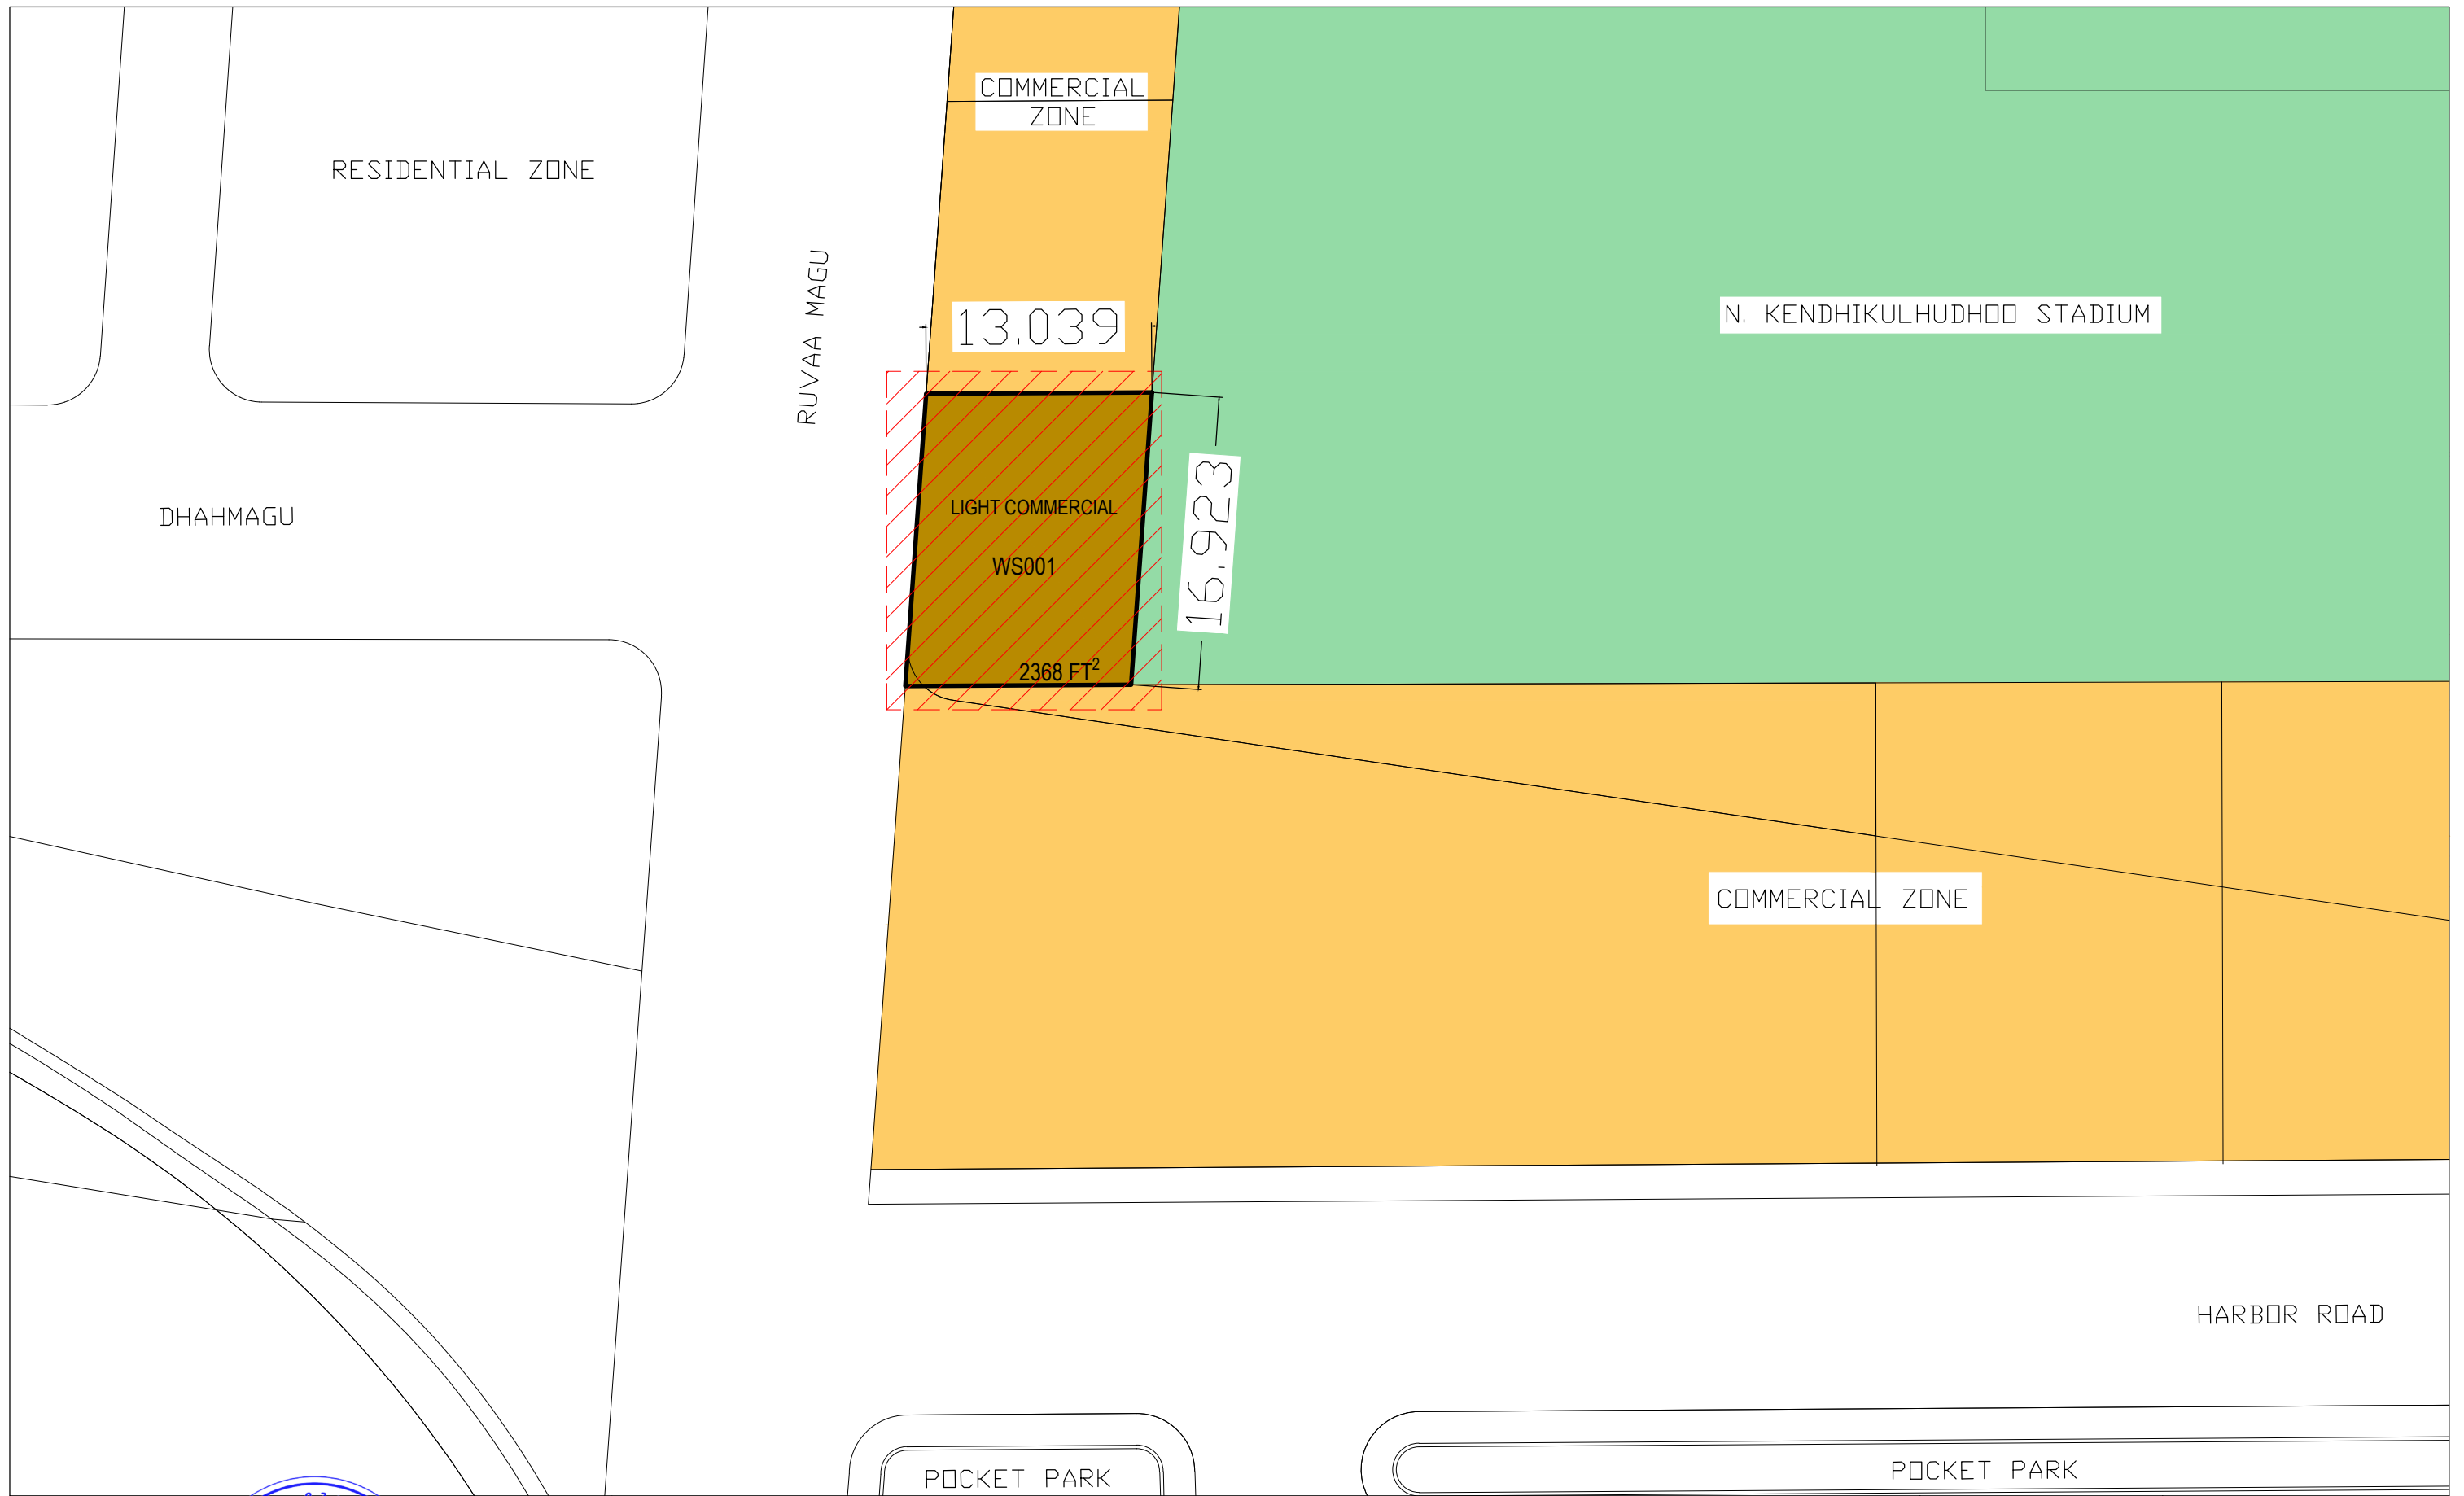 COMMERCIAL
ZONE
RESIDENTIAL ZONE
RUVAA MAGU
13.039
N. KENDHIKULHUDHOO STADIUM
LIGHT COMMERCIAL
WS001
2368 FT²
16.923
DHAHMAGU
COMMERCIAL ZONE
HARBOR ROAD
POCKET PARK
POCKET PARK